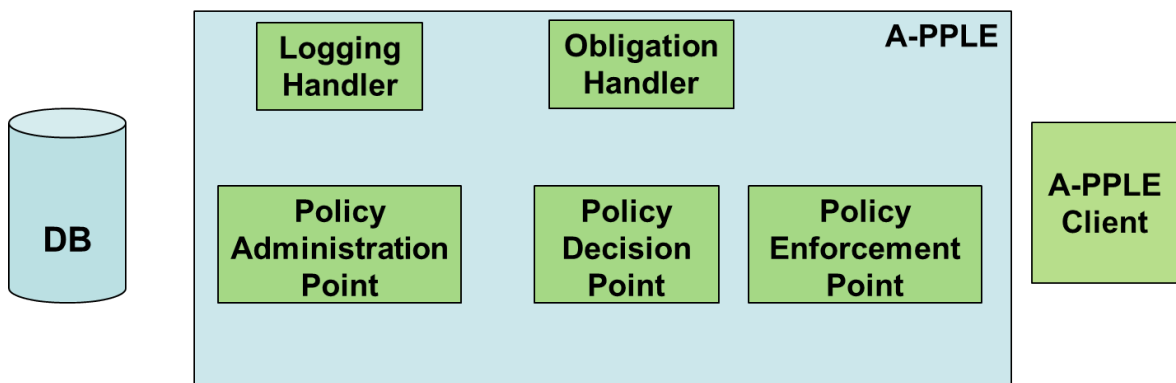 A-PPLE
Logging
Handler
Obligation
Handler
DB
Policy
Administration
Point
Policy
Decision
Point
Policy
Enforcement
Point
A-PPLE
Client